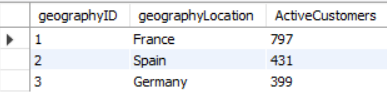 geographyID geographyLocation ActiveCustomers
1 France 797
2 Spain 431
3 Germany 399